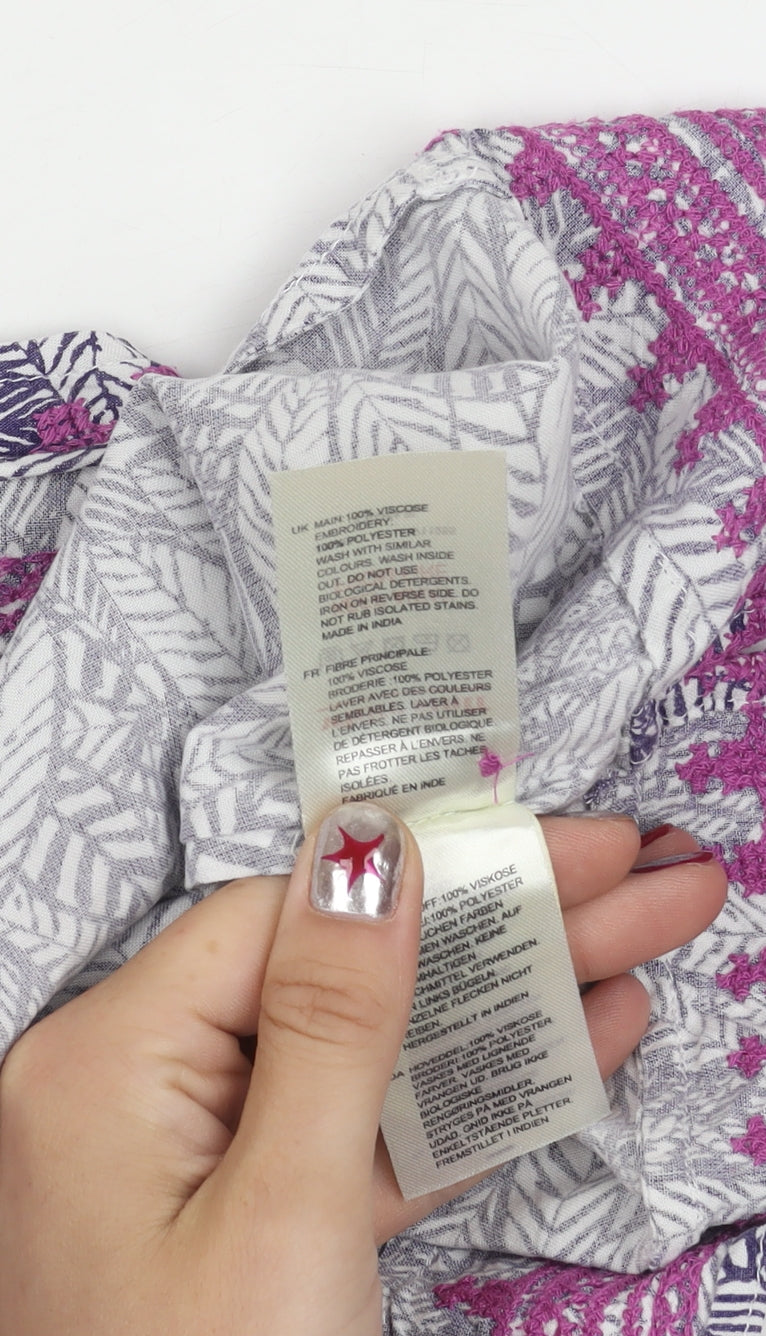 UK MAIN:100% VISCOSE
EMBROIDERY:
100% POLYESTER
WASH WITH SIMILAR
COLOURS. WASH INSIDE
OUT. DO NOT USE
BIOLOGICAL DETERGENTS.
IRON ON REVERSE SIDE. DO
NOT RUB ISOLATED STAINS.
MADE IN INDIA
FR FIBRE PRINCIPALE:
100% VISCOSE
BRODERIE :100% POLYESTER
LAVER AVEC DES COULEURS
SEMBLABLES. LAVER À
L'ENVERS. NE PAS UTILISER
DE DÉTERGENT BIOLOGIQUE
REPASSER À L'ENVERS. NE
PAS FROTTER LES TACHES
ISOLÉES
FABRIQUÉ EN INDE
100% VISKOSE
100% POLYESTER
FARBEN
WASCHEN. AUF
KEINE
VERWENDEN.
LINKS BÜGELN.
FLECKEN NICHT
HERGESTELLT IN INDIEN
DA HOVEDDEL:100% VISKOSE
BRODERI:100% POLYESTER
VASKES MED LIGNENDE
FARVER. VASKES MED
VRANGEN UD. BRUG IKKE
BIOLOGISKE
RENGØRINGSMIDLER.
STRYGES PÅ MED VRANGEN
UDAD. GNID IKKE PÅ
ENKELTSTÅENDE PLETTER.
FREMSTILLET I INDIEN